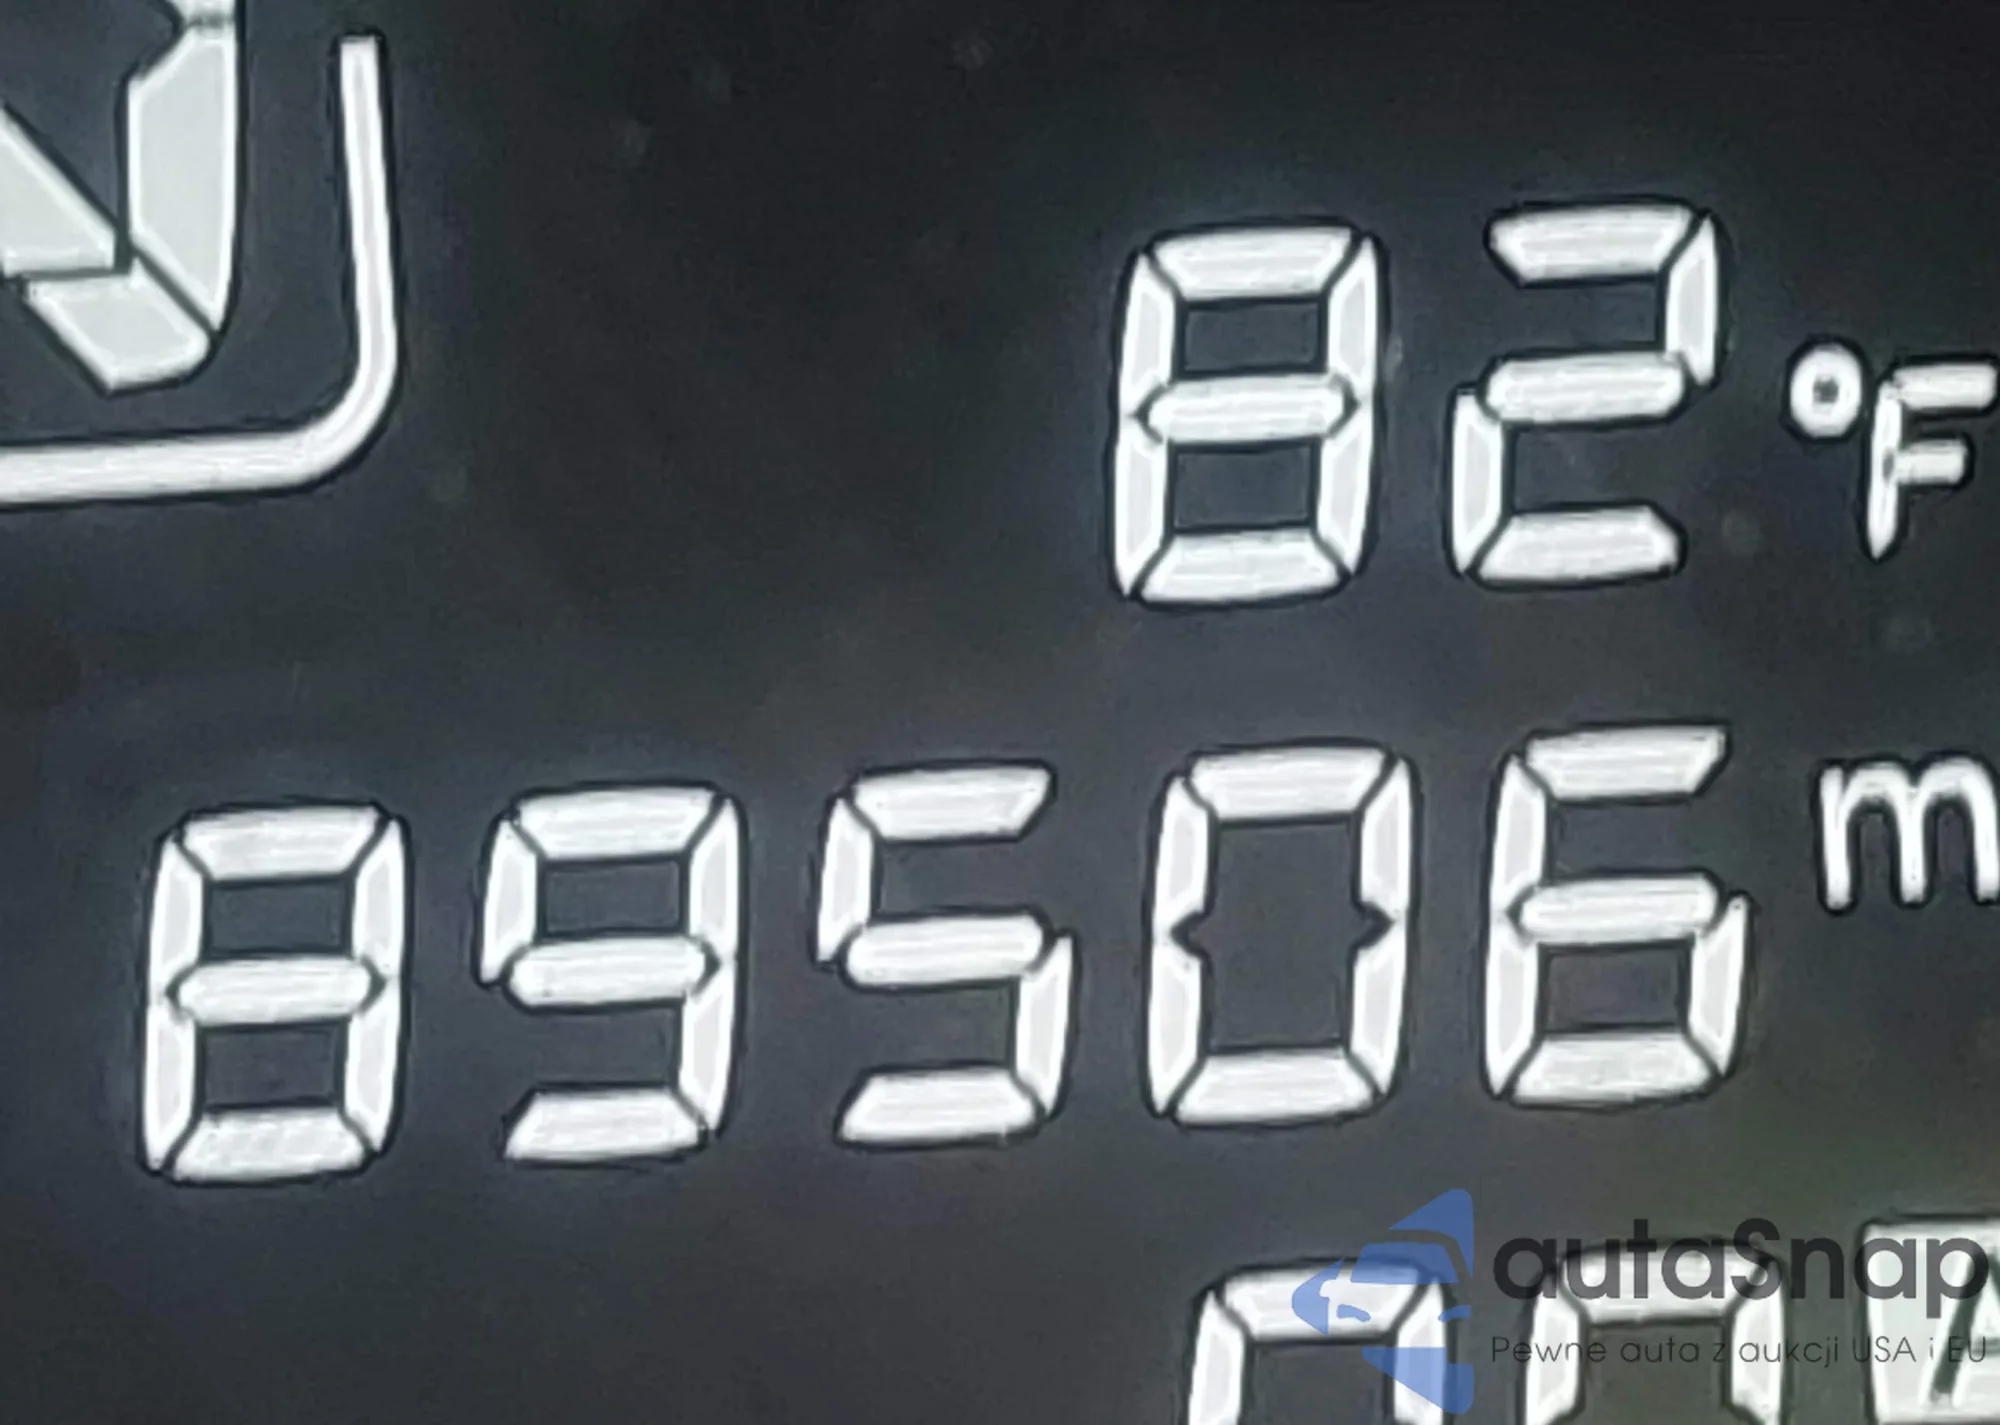 82 °F
89506 m
autaSnap
Pewne auta z aukcji USA i EU